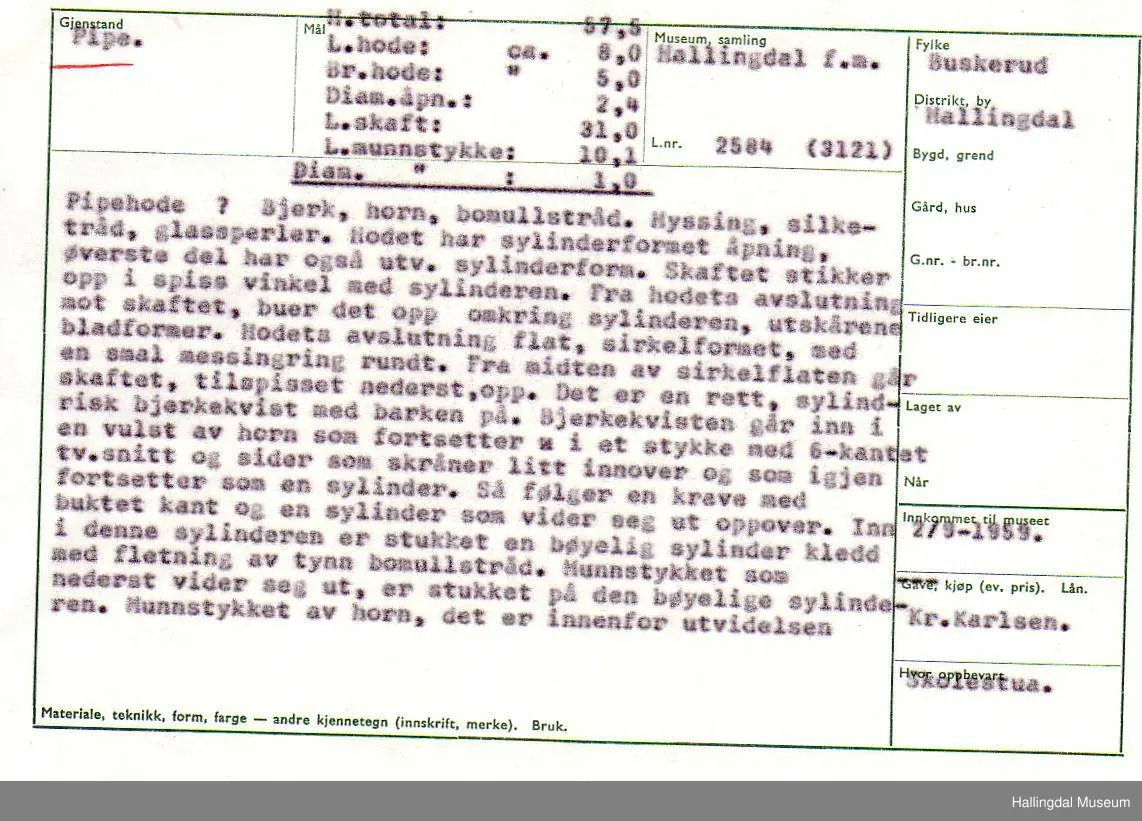 Gjenstand
Pipe.
Mål
H.total: 57,5
L.hode: ca. 8,0
Br.hode: " 5,0
Diam.åpn.: 2,4
L.skaft: 31,0
L.munnstykke: 10,1
Diam. " : 1,0
Museum, samling
Hallingdal f.m.
L.nr. 2584 (3121)
Pipehode ? Bjerk, horn, bomullstråd. Hyssing, silke-
tråd, glassperler. Hodet har sylinderformet åpning,
øverste del har også utv. sylinderform. Skaftet stikker
opp i spiss vinkel med sylinderen. Fra hodets avslutning
mot skaftet, buer det opp omkring sylinderen, utskårene
bladformer. Hodets avslutning flat, sirkelformet, med
en smal messingring rundt. Fra midten av sirkelflaten går
skaftet, tilspisset nederst,opp. Det er en rett, sylind-
risk bjerkekvist med barken på. Bjerkekvisten går inn i
en vulst av horn som fortsetter x i et stykke med 6-kantet
tv.snitt og sider som skråner litt innover og som igjen
fortsetter som en sylinder. Så følger en krave med
buktet kant og en sylinder som vider seg ut oppover. Inn
i denne sylinderen er stukket en bøyelig sylinder kledd
med fletning av tynn bomullstråd. Munnstykket som
nederst vider seg ut, er stukket på den bøyelige sylinde-
ren. Munnstykket av horn, det er innenfor utvidelsen
Materiale, teknikk, form, farge — andre kjennetegn (innskrift, merke). Bruk.
Fylke
Buskerud
Distrikt, by
Hallingdal
Bygd, grend
Gård, hus
G.nr. - br.nr.
Tidligere eier
Laget av
Når
Innkommet til museet
2/9-1959.
Gave, kjøp (ev. pris). Lån.
Kr.Karlsen.
Hvor oppbevart
Skolestua.
Hallingdal Museum